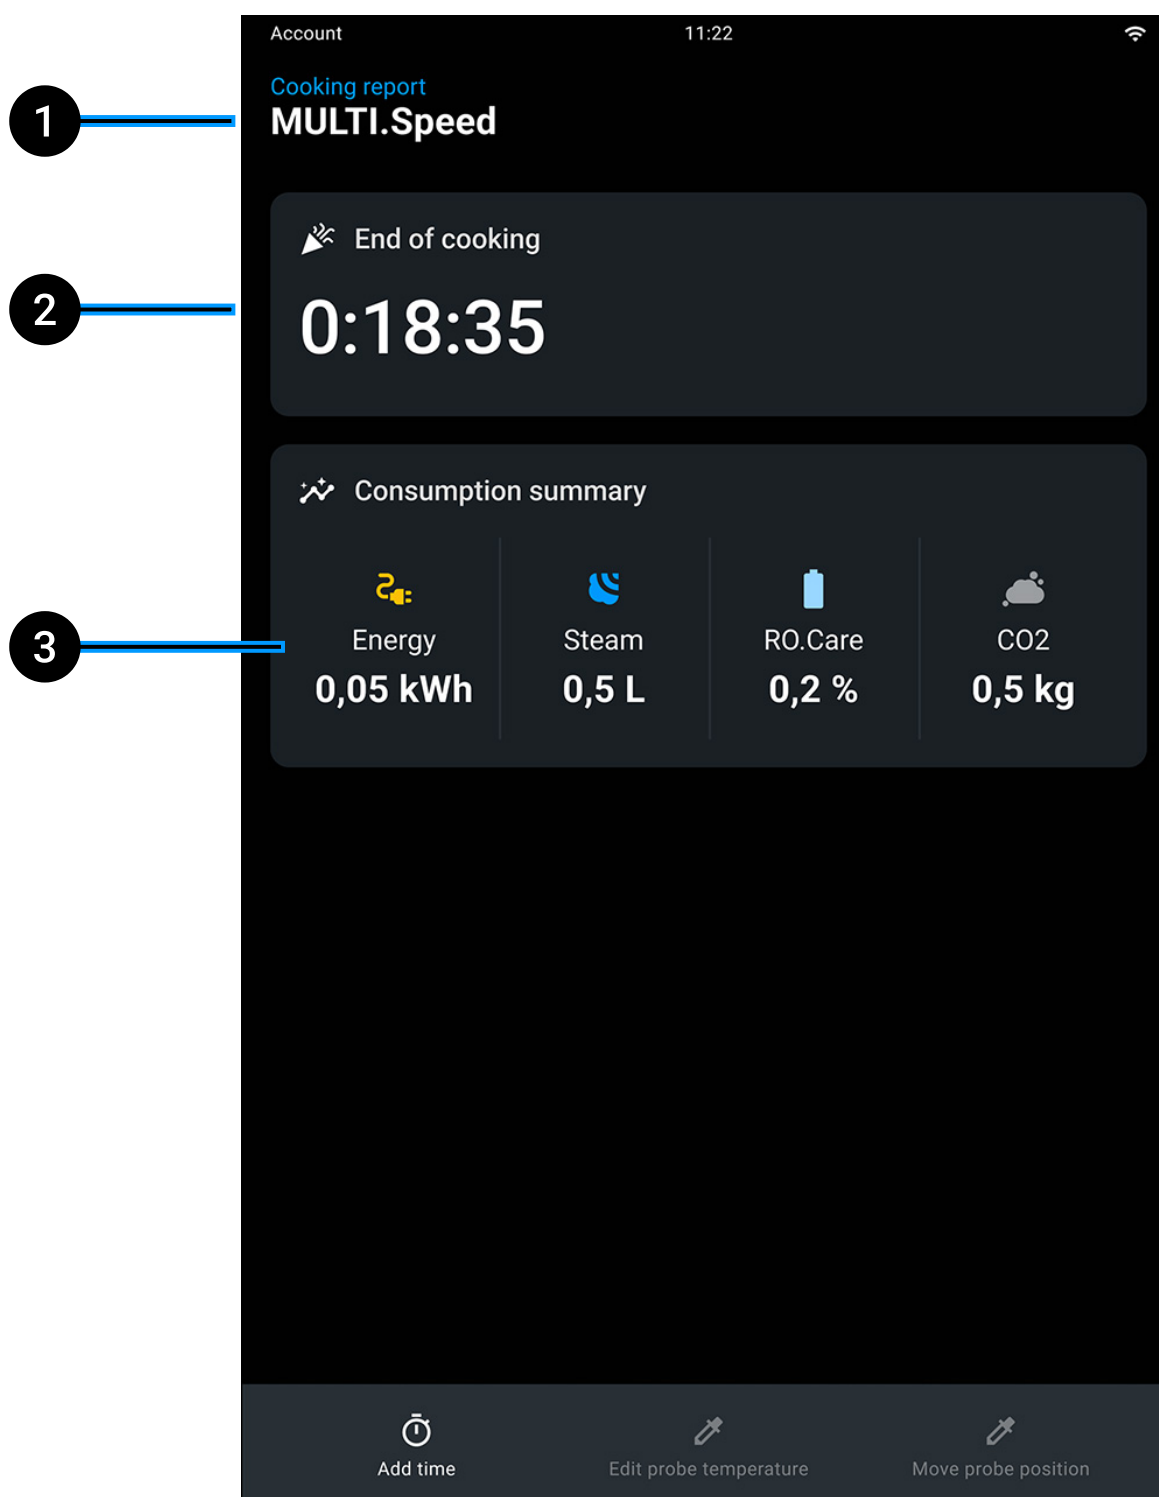 Account 11:22
Cooking report
1 MULTI.Speed
End of cooking
2 0:18:35
Consumption summary
3 Energy Steam RO.Care CO2
0,05 kWh 0,5 L 0,2 % 0,5 kg
Add time Edit probe temperature Move probe position